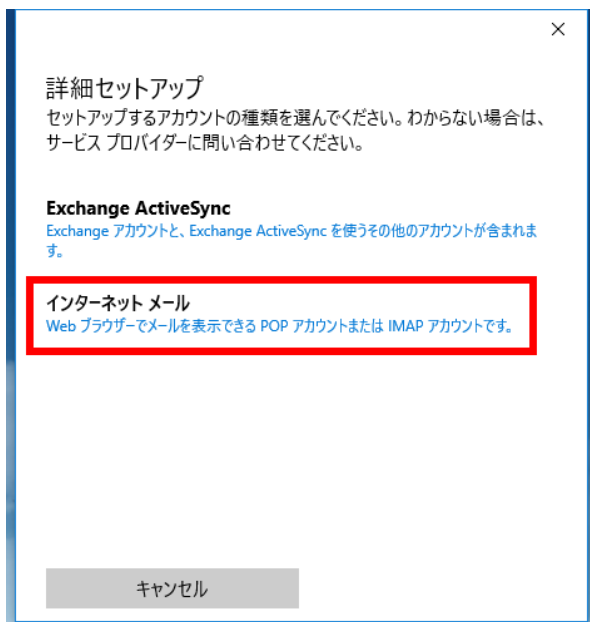 詳細セットアップ
セットアップするアカウントの種類を選んでください。わからない場合は、
サービス プロバイダーに問い合わせてください。
Exchange ActiveSync
Exchange アカウントと、Exchange ActiveSync を使うその他のアカウントが含まれま
す。
インターネット メール
Web ブラウザーでメールを表示できる POP アカウントまたは IMAP アカウントです。
キャンセル